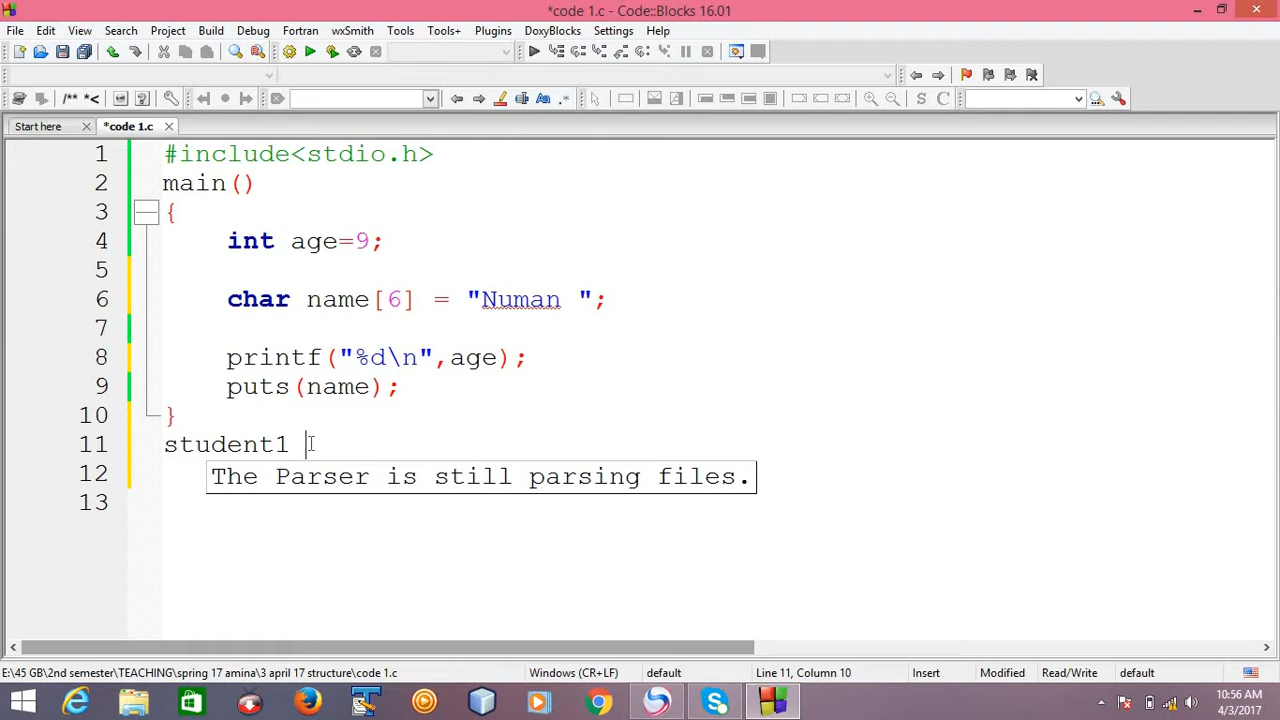 *code 1.c - Code::Blocks 16.01
File Edit View Search Project Build Debug Fortran wxSmith Tools Tools+ Plugins DoxyBlocks Settings Help
/** *<
S C
Start here *code 1.c
1 #include<stdio.h>
2 main()
3 {
4 int age=9;
5
6 char name[6] = "Numan ";
7
8 printf("%d\n",age);
9 puts(name);
10 }
11 student1
12 The Parser is still parsing files.
13
E:\45 GB\2nd semester\TEACHING\spring 17 amina\3 april 17 structure\code 1.c Windows (CR+LF) default Line 11, Column 10 Insert Modified Read/Write default
10:56 AM
4/3/2017